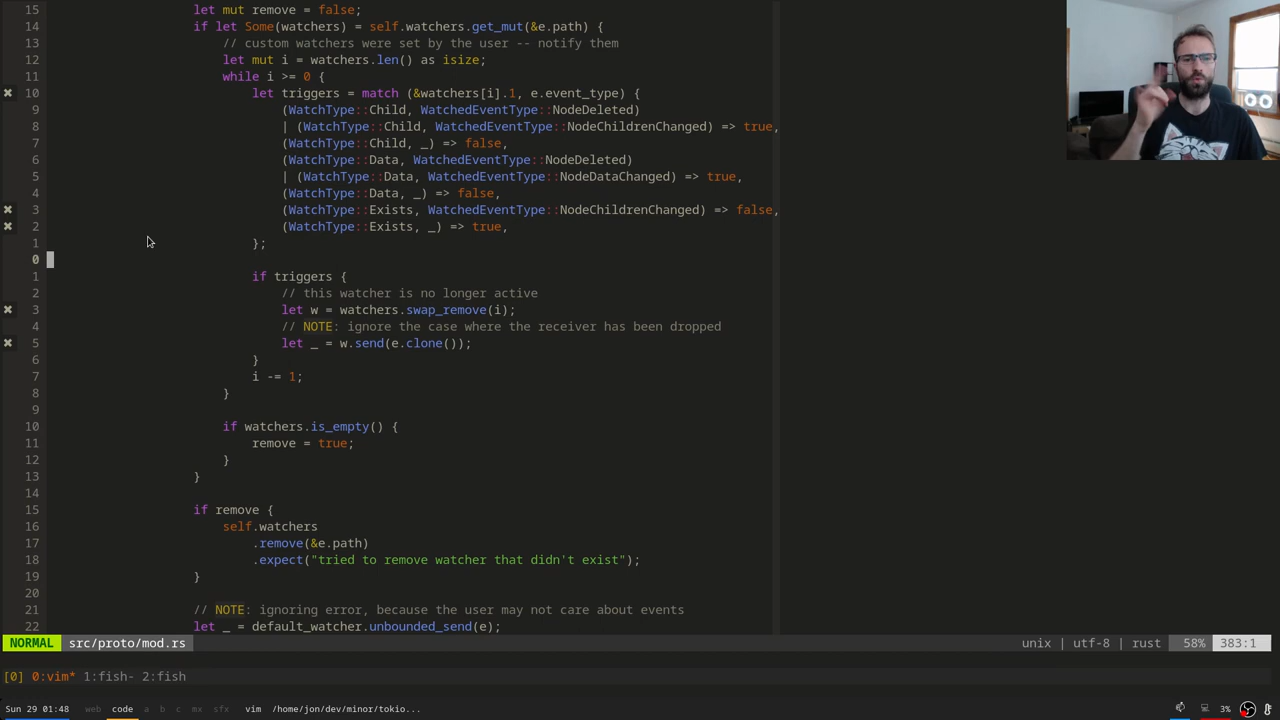 15 let mut remove = false;
14 if let Some(watchers) = self.watchers.get_mut(&e.path) {
13 // custom watchers were set by the user -- notify them
12 let mut i = watchers.len() as isize;
11 while i >= 0 {
✖ 10 let triggers = match (&watchers[i].1, e.event_type) {
9 (WatchType::Child, WatchedEventType::NodeDeleted)
8 | (WatchType::Child, WatchedEventType::NodeChildrenChanged) => true,
7 (WatchType::Child, _) => false,
6 (WatchType::Data, WatchedEventType::NodeDeleted)
5 | (WatchType::Data, WatchedEventType::NodeDataChanged) => true,
4 (WatchType::Data, _) => false,
✖ 3 (WatchType::Exists, WatchedEventType::NodeChildrenChanged) => false,
✖ 2 (WatchType::Exists, _) => true,
1 };
0
1 if triggers {
2 // this watcher is no longer active
✖ 3 let w = watchers.swap_remove(i);
4 // NOTE: ignore the case where the receiver has been dropped
✖ 5 let _ = w.send(e.clone());
6 }
7 i -= 1;
8 }
9
10 if watchers.is_empty() {
11 remove = true;
12 }
13 }
14
15 if remove {
16 self.watchers
17 .remove(&e.path)
18 .expect("tried to remove watcher that didn't exist");
19 }
20
21 // NOTE: ignoring error, because the user may not care about events
22 let _ = default_watcher.unbounded_send(e);
NORMAL src/proto/mod.rs unix | utf-8 | rust 58% 383:1
[0] 0:vim* 1:fish- 2:fish
Sun 29 01:48 web code a b c mx sfx vim /home/jon/dev/minor/tokio... 3%